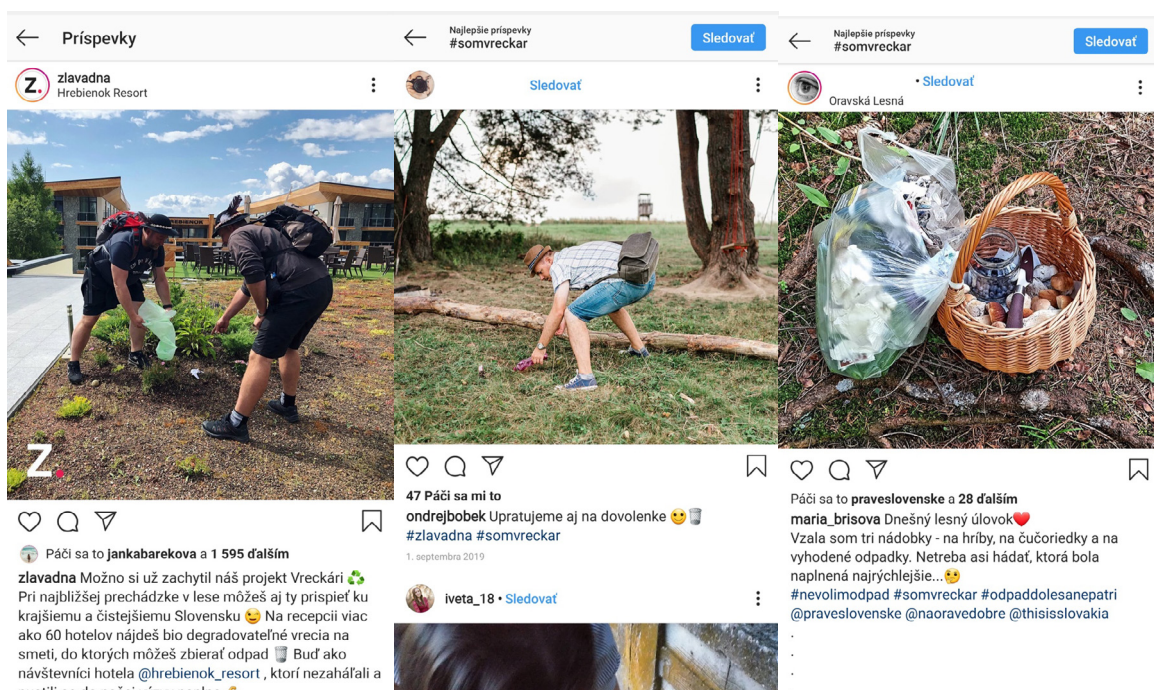 Príspevky
Z.
zlavadna
Hrebienok Resort
HREBIENOK
Z.
Páči sa to jankabarekova a 1 595 ďalším
zlavadna Možno si už zachytil náš projekt Vreckári ♻️
Pri najbližšej prechádzke v lese môžeš aj ty prispieť ku
krajšiemu a čistejšiemu Slovensku 😉 Na recepcii viac
ako 60 hotelov nájdeš bio degradovateľné vrecia na
smeti, do ktorých môžeš zbierať odpad 🗑️ Buď ako
návštevníci hotela @hrebienok_resort , ktorí nezaháľali a
Najlepšie príspevky
#somvreckar
Sledovať
Sledovať
47 Páči sa mi to
ondrejbobek Upratujeme aj na dovolenke 🙂🗑️
#zlavadna #somvreckar
1. septembra 2019
iveta_18 • Sledovať
Najlepšie príspevky
#somvreckar
Sledovať
• Sledovať
Oravská Lesná
Páči sa to praveslovenske a 28 ďalším
maria_brisova Dnešný lesný úlovok❤️
Vzala som tri nádobky - na hríby, na čučoriedky a na
vyhodené odpadky. Netreba asi hádať, ktorá bola
naplnená najrýchlejšie...🤔
#nevolimodpad #somvreckar #odpaddolesanepatri
@praveslovenske @naoravedobre @thisisslovakia
.
.
.